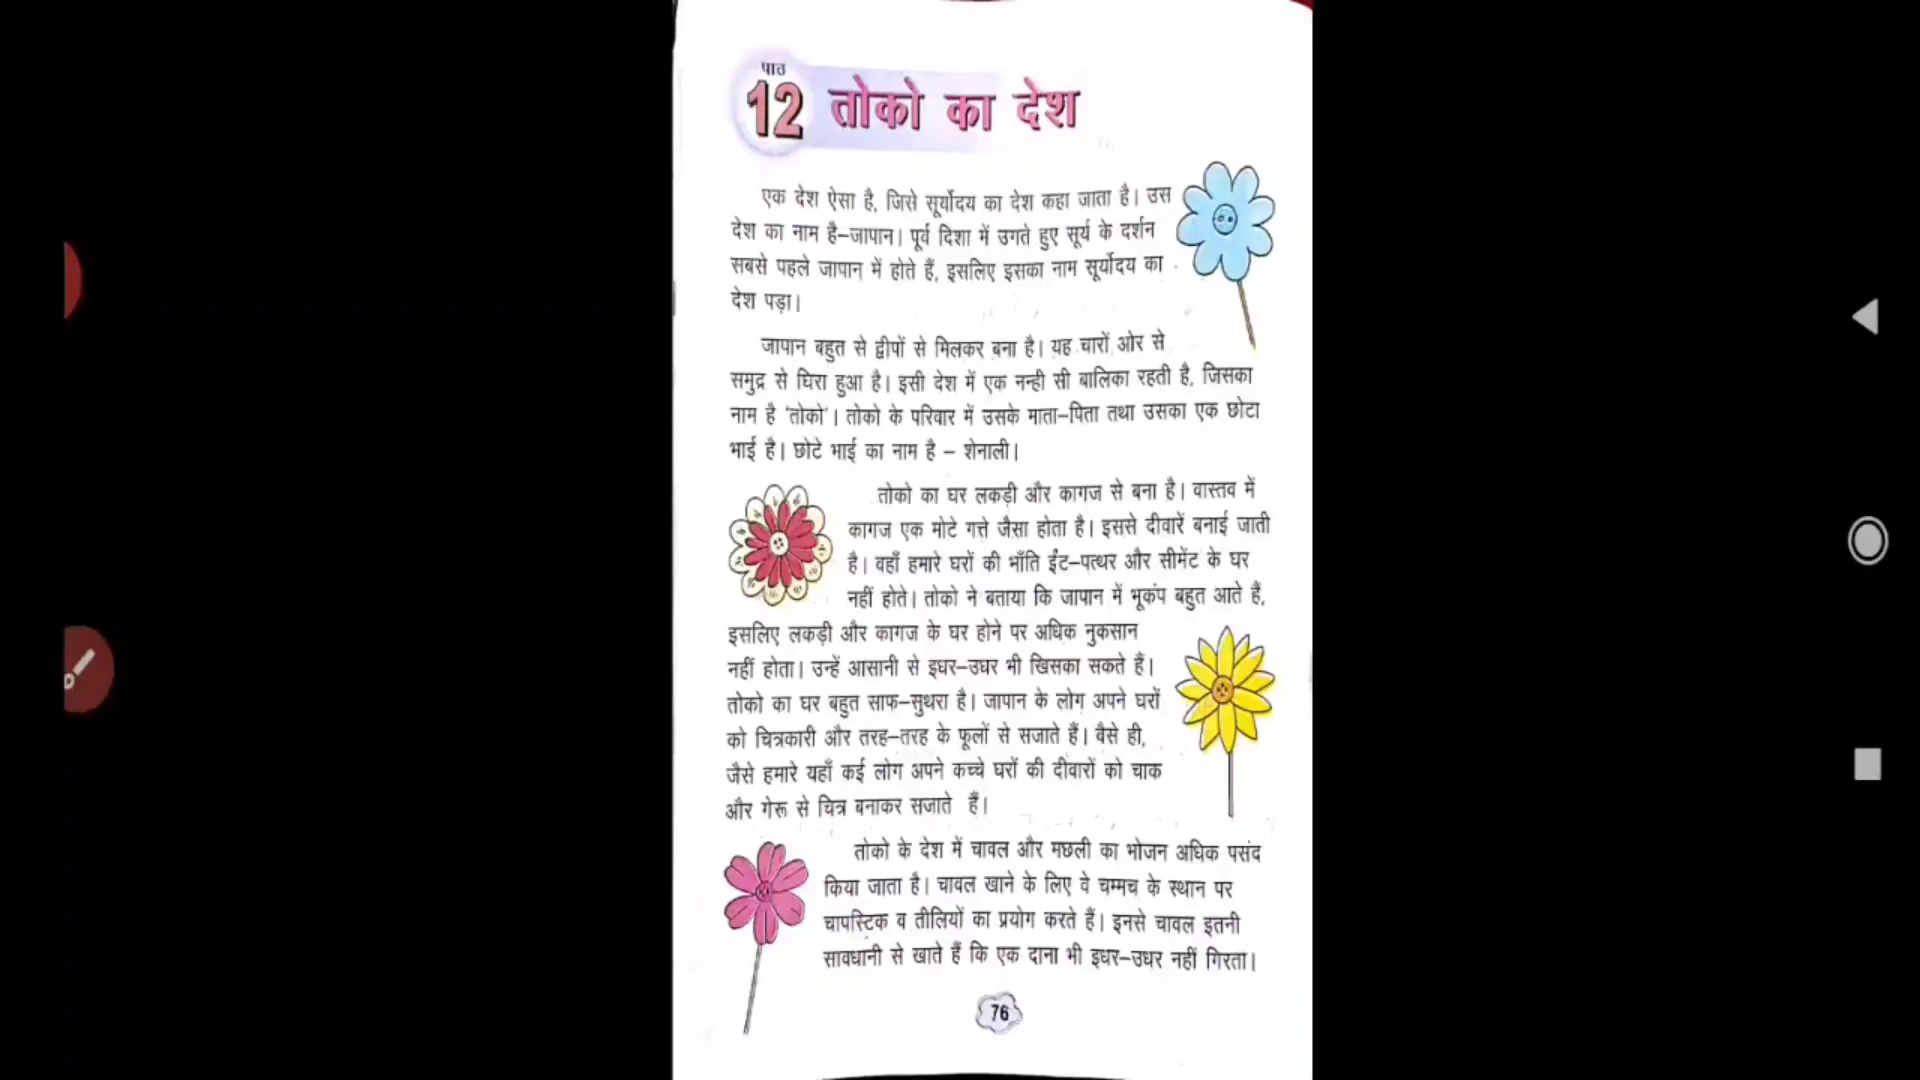 पाठ
12 तोको का देश
एक देश ऐसा है, जिसे सूर्योदय का देश कहा जाता है। उस
देश का नाम है–जापान। पूर्व दिशा में उगते हुए सूर्य के दर्शन
सबसे पहले जापान में होते हैं, इसलिए इसका नाम सूर्योदय का
देश पड़ा।
जापान बहुत से द्वीपों से मिलकर बना है। यह चारों ओर से
समुद्र से घिरा हुआ है। इसी देश में एक नन्ही सी बालिका रहती है, जिसका
नाम है 'तोको'। तोको के परिवार में उसके माता–पिता तथा उसका एक छोटा
भाई है। छोटे भाई का नाम है – शेनाली।
तोको का घर लकड़ी और कागज से बना है। वास्तव में
कागज एक मोटे गत्ते जैसा होता है। इससे दीवारें बनाई जाती
है। वहाँ हमारे घरों की भाँति ईंट–पत्थर और सीमेंट के घर
नहीं होते। तोको ने बताया कि जापान में भूकंप बहुत आते हैं,
इसलिए लकड़ी और कागज के घर होने पर अधिक नुकसान
नहीं होता। उन्हें आसानी से इधर–उधर भी खिसका सकते हैं।
तोको का घर बहुत साफ–सुथरा है। जापान के लोग अपने घरों
को चित्रकारी और तरह–तरह के फूलों से सजाते हैं। वैसे ही,
जैसे हमारे यहाँ कई लोग अपने कच्चे घरों की दीवारों को चाक
और गेरू से चित्र बनाकर सजाते हैं।
तोको के देश में चावल और मछली का भोजन अधिक पसंद
किया जाता है। चावल खाने के लिए वे चम्मच के स्थान पर
चापस्टिक व तीलियों का प्रयोग करते हैं। इनसे चावल इतनी
सावधानी से खाते हैं कि एक दाना भी इधर–उधर नहीं गिरता।
76